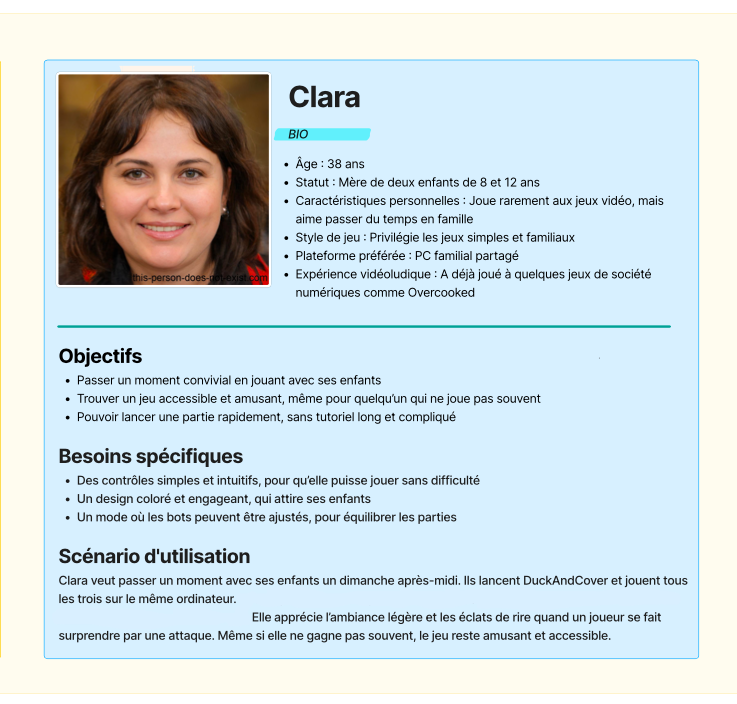 Clara
BIO
• Âge : 38 ans
• Statut : Mère de deux enfants de 8 et 12 ans
• Caractéristiques personnelles : Joue rarement aux jeux vidéo, mais
aime passer du temps en famille
• Style de jeu : Privilégie les jeux simples et familiaux
• Plateforme préférée : PC familial partagé
• Expérience vidéoludique : A déjà joué à quelques jeux de société
numériques comme Overcooked
this-person-does-not-exist.com
Objectifs
• Passer un moment convivial en jouant avec ses enfants
• Trouver un jeu accessible et amusant, même pour quelqu'un qui ne joue pas souvent
• Pouvoir lancer une partie rapidement, sans tutoriel long et compliqué
Besoins spécifiques
• Des contrôles simples et intuitifs, pour qu'elle puisse jouer sans difficulté
• Un design coloré et engageant, qui attire ses enfants
• Un mode où les bots peuvent être ajustés, pour équilibrer les parties
Scénario d'utilisation
Clara veut passer un moment avec ses enfants un dimanche après-midi. Ils lancent DuckAndCover et jouent tous
les trois sur le même ordinateur.
Elle apprécie l'ambiance légère et les éclats de rire quand un joueur se fait
surprendre par une attaque. Même si elle ne gagne pas souvent, le jeu reste amusant et accessible.